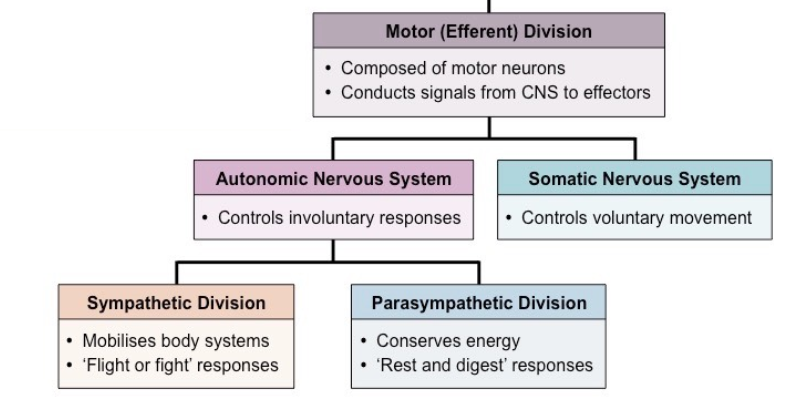 Motor (Efferent) Division
• Composed of motor neurons
• Conducts signals from CNS to effectors
Autonomic Nervous System
• Controls involuntary responses
Somatic Nervous System
• Controls voluntary movement
Sympathetic Division
• Mobilises body systems
• ‘Flight or fight’ responses
Parasympathetic Division
• Conserves energy
• ‘Rest and digest’ responses